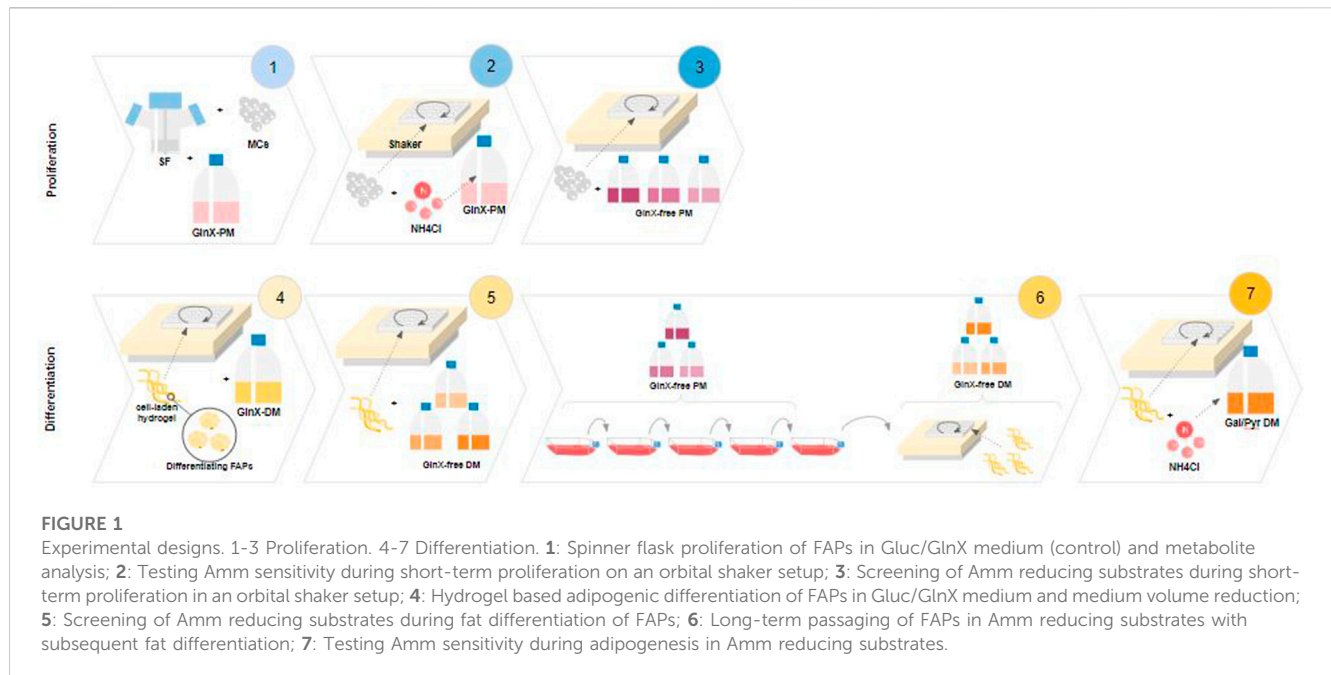 1
2
3
Proliferation
SF
MCs
GlnX-PM
Shaker
N
NH4Cl
GlnX-PM
GlnX-free PM
4
5
6
7
Differentiation
cell-laden
hydrogel
GlnX-DM
Differentiating FAPs
GlnX-free DM
GlnX-free PM
GlnX-free DM
N
NH4Cl
Gal/Pyr DM
FIGURE 1
Experimental designs. 1-3 Proliferation. 4-7 Differentiation. 1: Spinner flask proliferation of FAPs in Gluc/GlnX medium (control) and metabolite
analysis; 2: Testing Amm sensitivity during short-term proliferation on an orbital shaker setup; 3: Screening of Amm reducing substrates during short-
term proliferation in an orbital shaker setup; 4: Hydrogel based adipogenic differentiation of FAPs in Gluc/GlnX medium and medium volume reduction;
5: Screening of Amm reducing substrates during fat differentiation of FAPs; 6: Long-term passaging of FAPs in Amm reducing substrates with
subsequent fat differentiation; 7: Testing Amm sensitivity during adipogenesis in Amm reducing substrates.